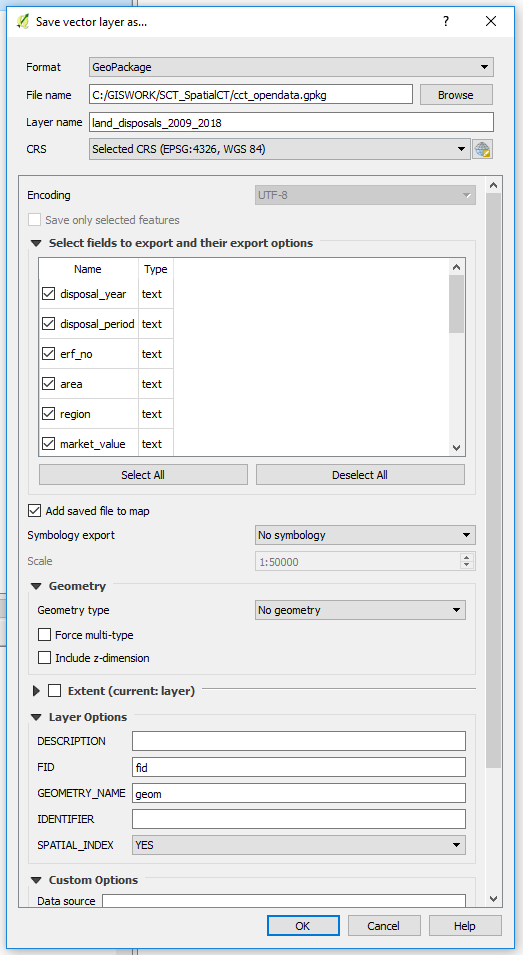 Save vector layer as...
Format GeoPackage
File name C:/GISWORK/SCT_SpatialCT/cct_opendata.gpkg Browse
Layer name land_disposals_2009_2018
CRS Selected CRS (EPSG:4326, WGS 84)
Encoding UTF-8
Save only selected features
Select fields to export and their export options
Name Type
disposal_year text
disposal_period text
erf_no text
area text
region text
market_value text
Select All Deselect All
Add saved file to map
Symbology export No symbology
Scale 1:50000
Geometry
Geometry type No geometry
Force multi-type
Include z-dimension
Extent (current: layer)
Layer Options
DESCRIPTION
FID fid
GEOMETRY_NAME geom
IDENTIFIER
SPATIAL_INDEX YES
Custom Options
Data source
OK Cancel Help